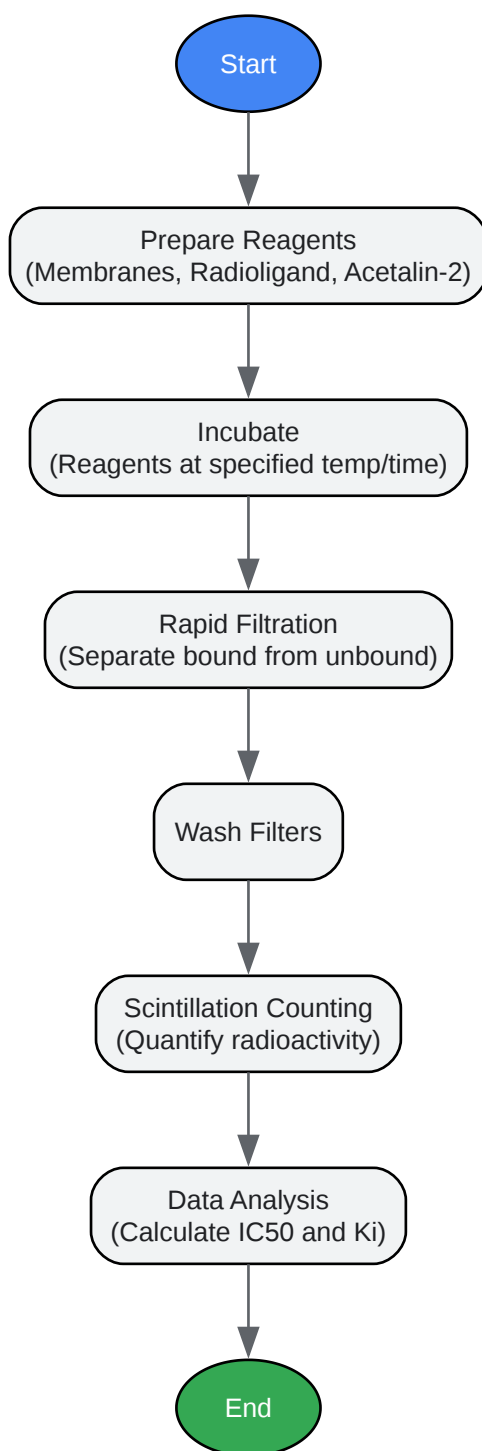 Start
Prepare Reagents
(Membranes, Radioligand, Acetalin-2)
Incubate
(Reagents at specified temp/time)
Rapid Filtration
(Separate bound from unbound)
Wash Filters
Scintillation Counting
(Quantify radioactivity)
Data Analysis
(Calculate IC50 and Ki)
End